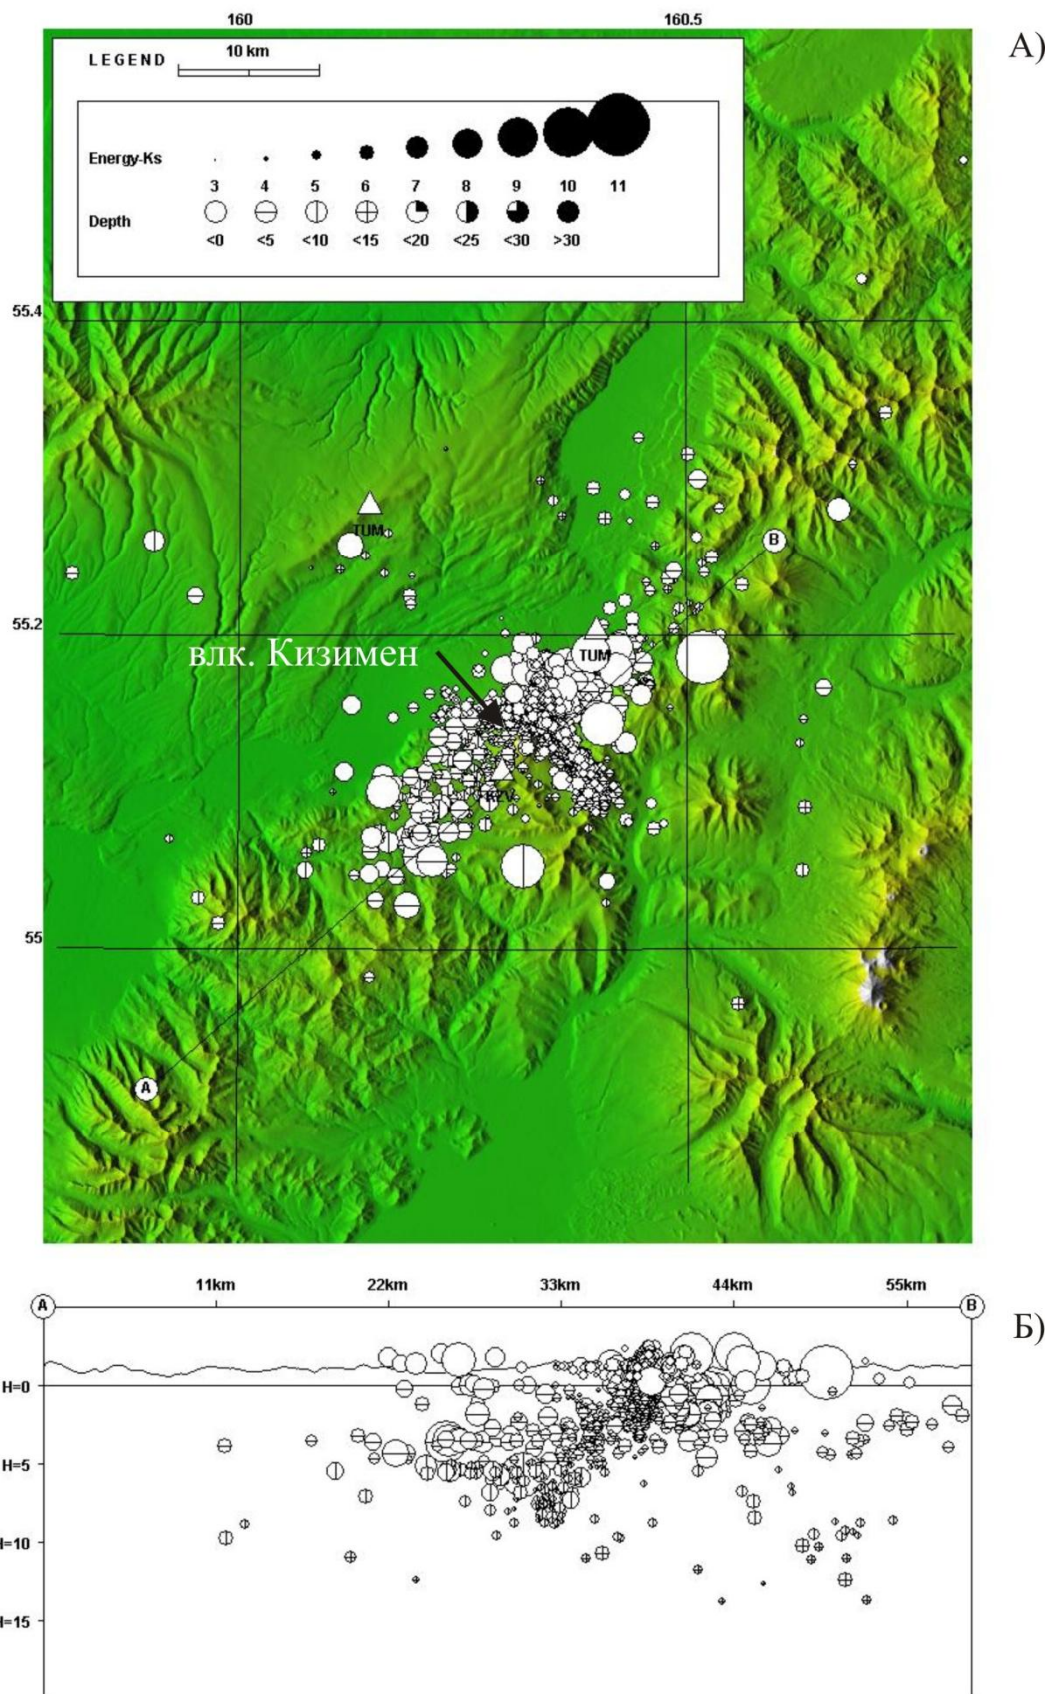 160 160.5
А)
LEGEND 10 km
Energy-Ks
3 4 5 6 7 8 9 10 11
Depth
<0 <5 <10 <15 <20 <25 <30 >30
55.4
TUM
B
55.2
влк. Кизимен
TUM
KZV
55
A
11km 22km 33km 44km 55km
A B
Б)
H=0
H=5
H=10
H=15